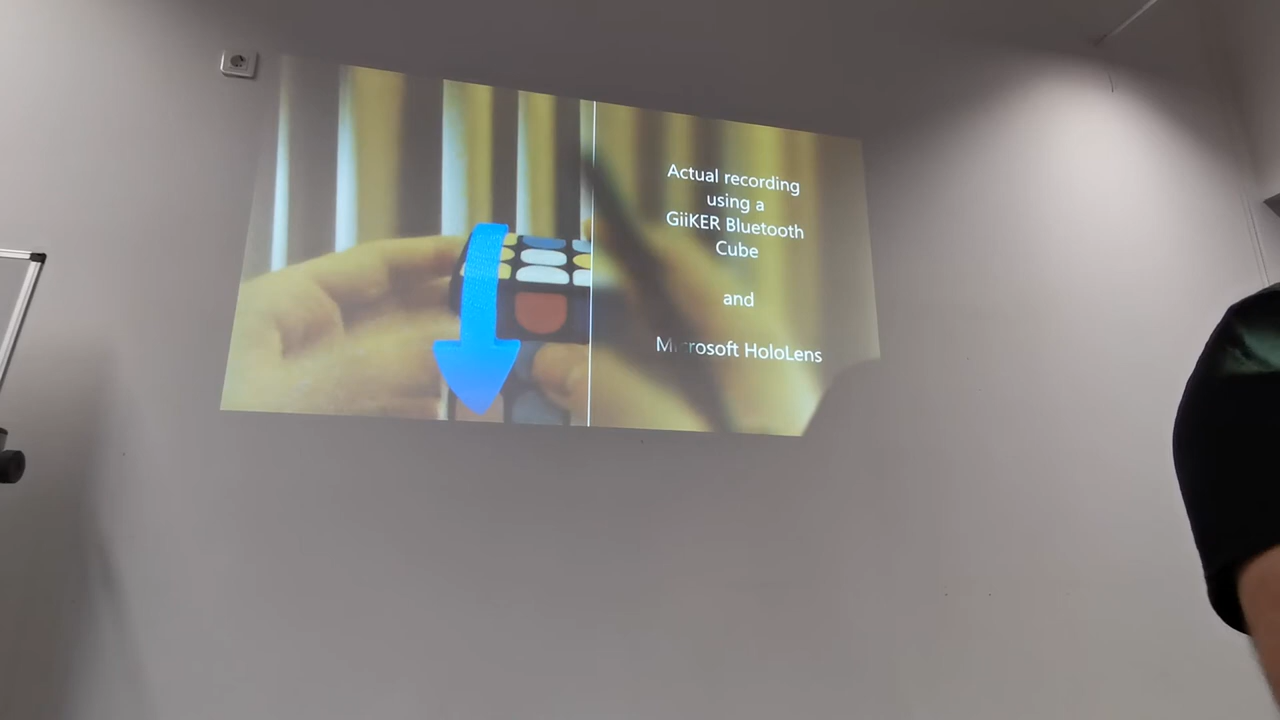 Actual recording
using a
GiiKER Bluetooth
Cube
and
Microsoft HoloLens